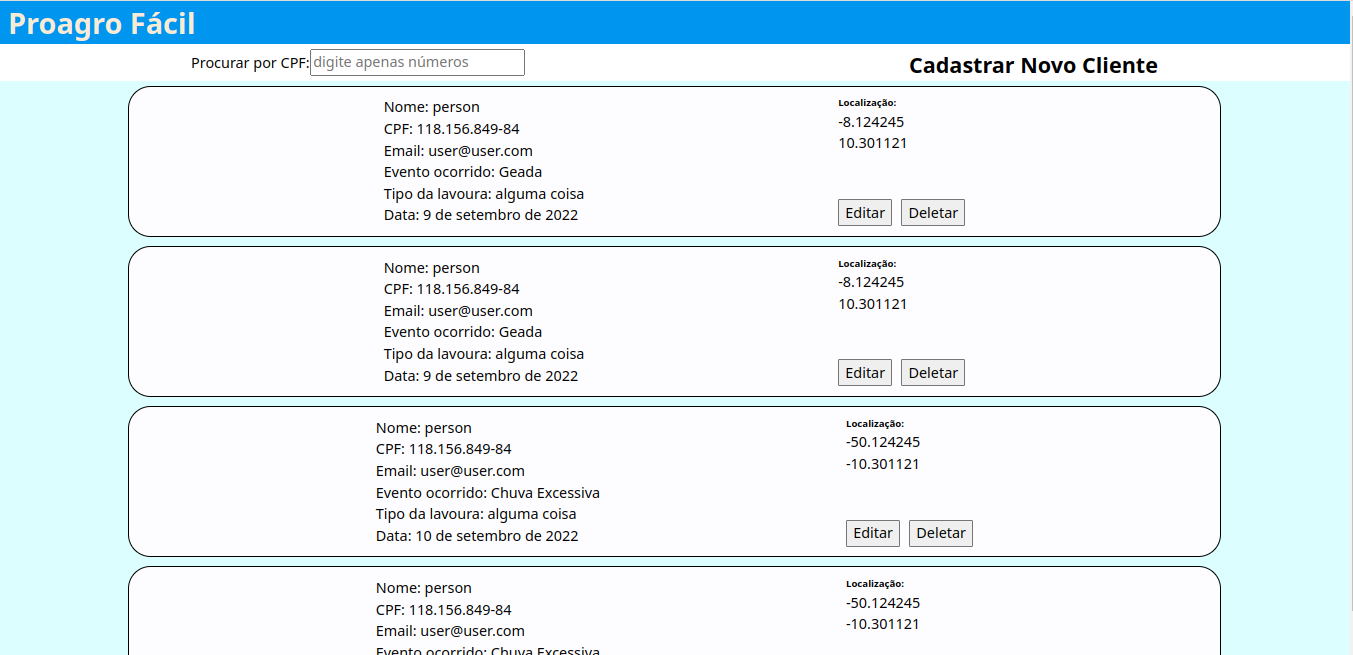 Proagro Fácil
Procurar por CPF: digite apenas números
Cadastrar Novo Cliente
Nome: person
CPF: 118.156.849-84
Email: user@user.com
Evento ocorrido: Geada
Tipo da lavoura: alguma coisa
Data: 9 de setembro de 2022
Localização:
-8.124245
10.301121
Editar
Deletar
Nome: person
CPF: 118.156.849-84
Email: user@user.com
Evento ocorrido: Geada
Tipo da lavoura: alguma coisa
Data: 9 de setembro de 2022
Localização:
-8.124245
10.301121
Editar
Deletar
Nome: person
CPF: 118.156.849-84
Email: user@user.com
Evento ocorrido: Chuva Excessiva
Tipo da lavoura: alguma coisa
Data: 10 de setembro de 2022
Localização:
-50.124245
-10.301121
Editar
Deletar
Nome: person
CPF: 118.156.849-84
Email: user@user.com
Evento ocorrido: Chuva Excessiva
Localização:
-50.124245
-10.301121